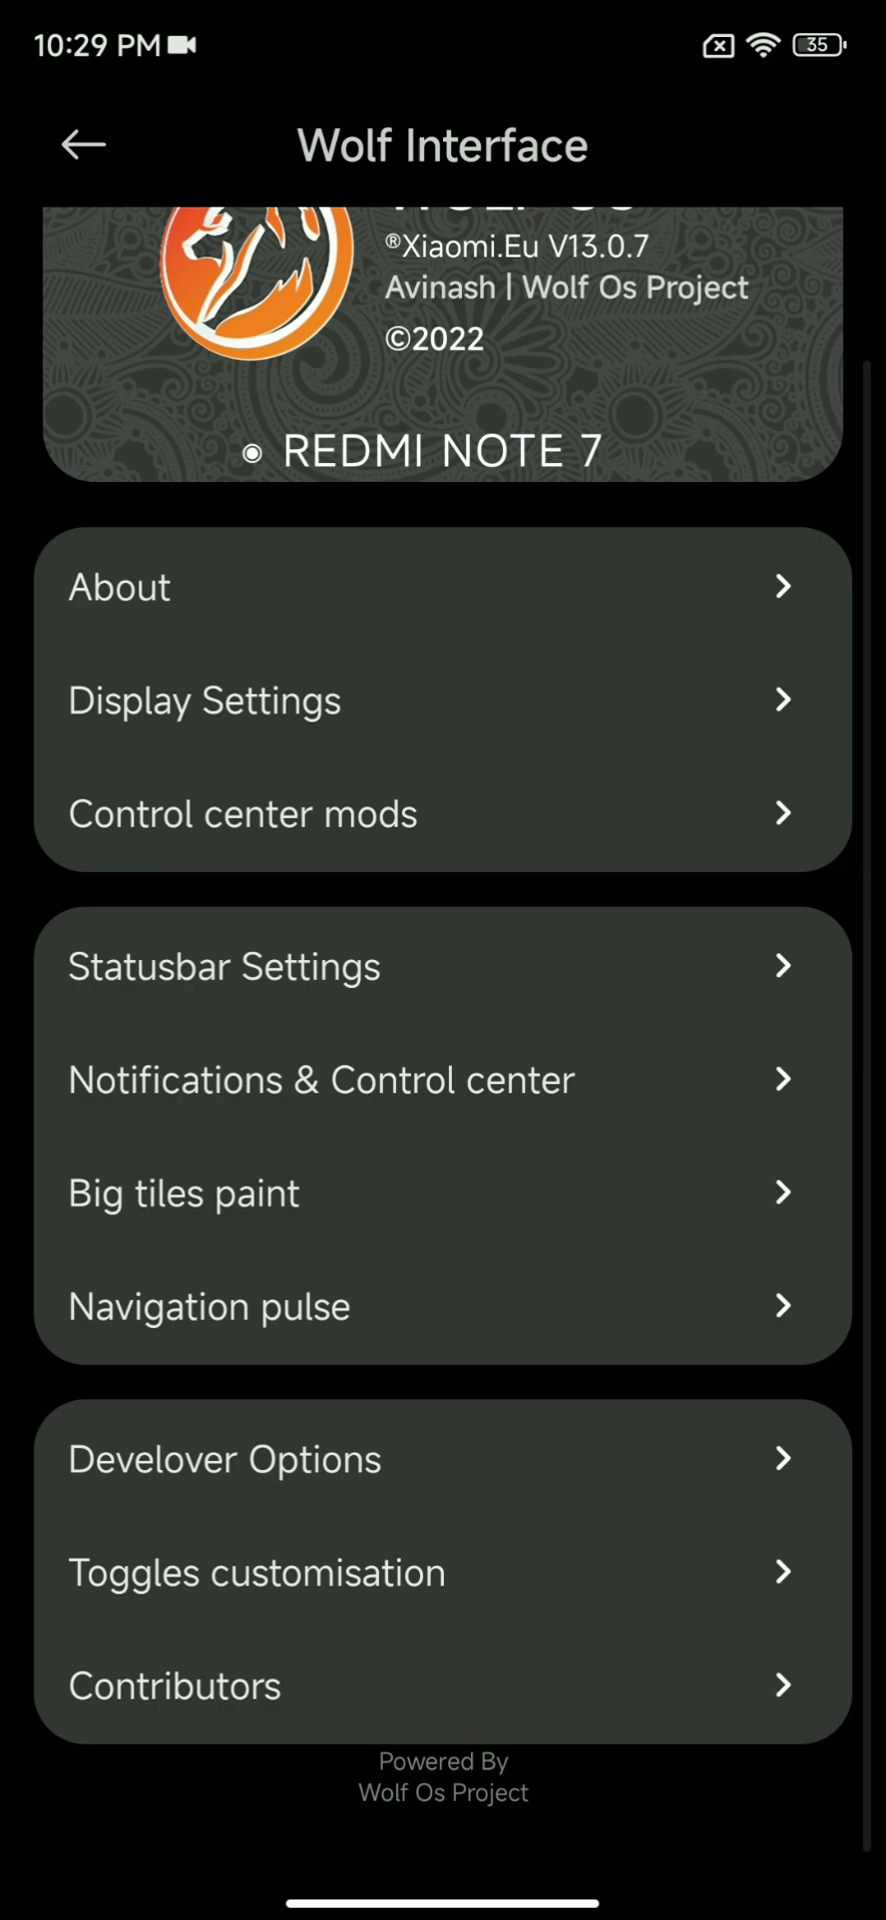 10:29 PM
35
Wolf Interface
®Xiaomi.Eu V13.0.7
Avinash | Wolf Os Project
©2022
◉ REDMI NOTE 7
About
Display Settings
Control center mods
Statusbar Settings
Notifications & Control center
Big tiles paint
Navigation pulse
Develover Options
Toggles customisation
Contributors
Powered By
Wolf Os Project